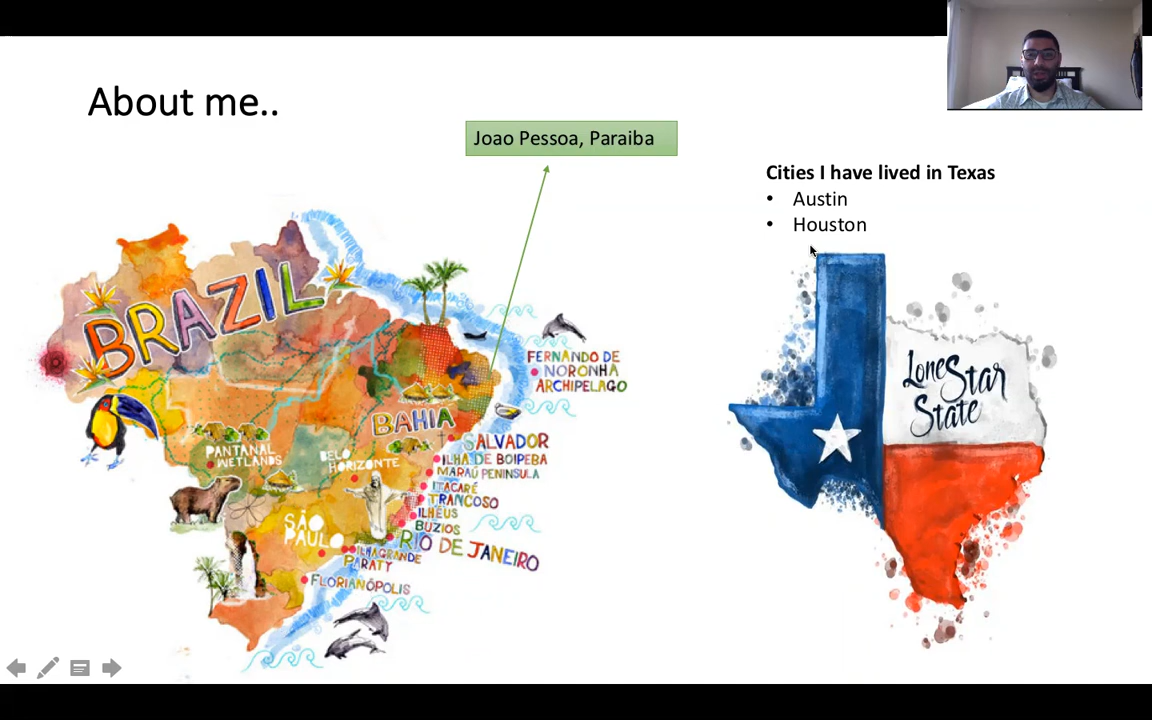 About me..
Joao Pessoa, Paraiba
Cities I have lived in Texas
• Austin
• Houston
BRAZIL
FERNANDO DE
NORONHA
ARCHIPELAGO
BAHIA
SALVADOR
ILHA DE BOIPEBA
MARAÚ PENINSULA
ITACARÉ
TRANCOSO
ILHÉUS
BÚZIOS
RIO DE JANEIRO
ILHA GRANDE
PARATY
FLORIANÓPOLIS
PANTANAL
WETLANDS
BELO
HORIZONTE
SÃO
PAULO
Lone Star
State